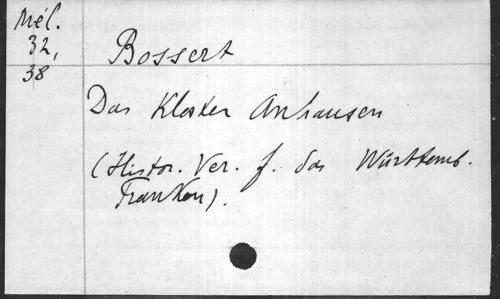 Mél.
32,
38
Bossert
Das Kloster Anhausen
(Histor. Ver. f. das Württemb.
Franken).